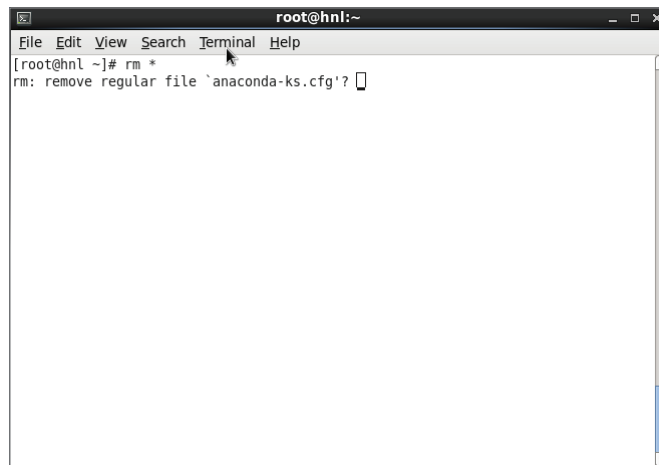 root@hnl:~
File Edit View Search Terminal Help
[root@hnl ~]# rm *
rm: remove regular file `anaconda-ks.cfg'?